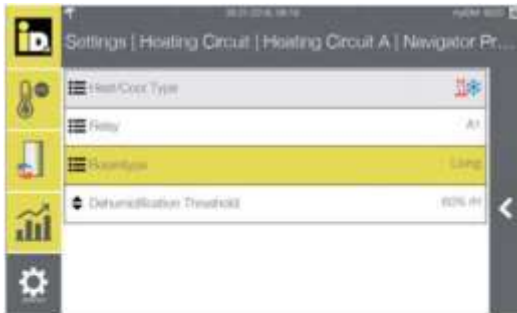 iD.
Settings | Heating Circuit | Heating Circuit A | Navigator Pr...
Heat/Cool Type
Relay A1
Roomtype Living
Dehumidification Threshold 60% rH